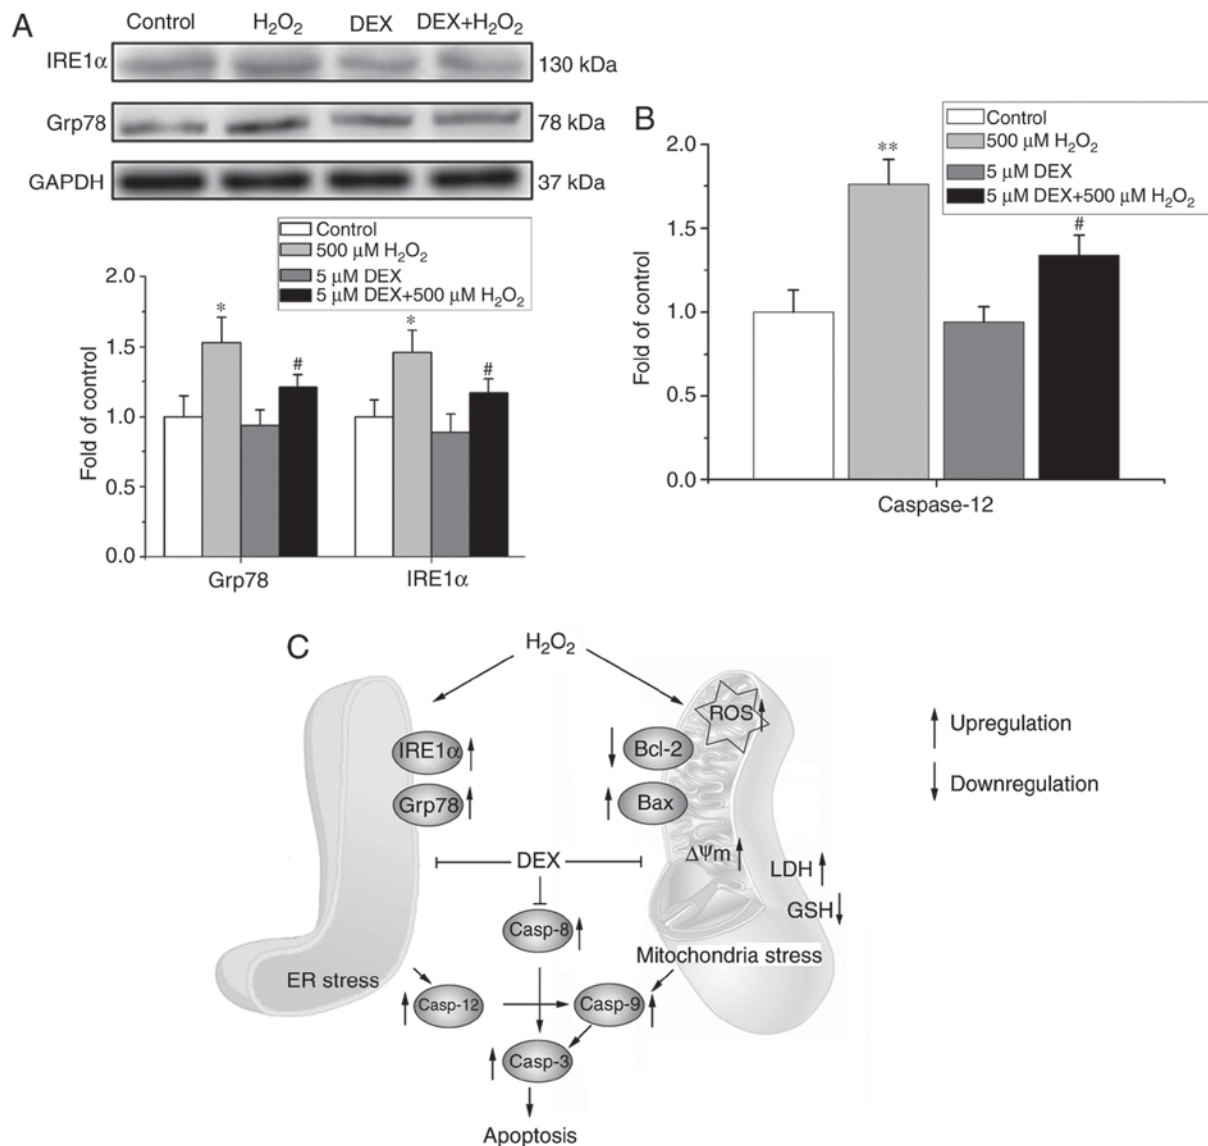 A
Control H₂O₂ DEX DEX+H₂O₂
IRE1α 130 kDa
Grp78 78 kDa
GAPDH 37 kDa
Control
500 μM H₂O₂
5 μM DEX
5 μM DEX+500 μM H₂O₂
2.0
1.5
1.0
0.5
0.0
Fold of control
* # * #
Grp78 IRE1α
B
Control
500 μM H₂O₂
5 μM DEX
5 μM DEX+500 μM H₂O₂
2.0
1.5
1.0
0.5
0.0
Fold of control
** #
Caspase-12
C
H₂O₂
ROS
IRE1α Bcl-2
Grp78 Bax
Upregulation
Downregulation
DEX ΔΨm
LDH
GSH
Casp-8
Mitochondria stress
ER stress
Casp-12 Casp-9
Casp-3
Apoptosis